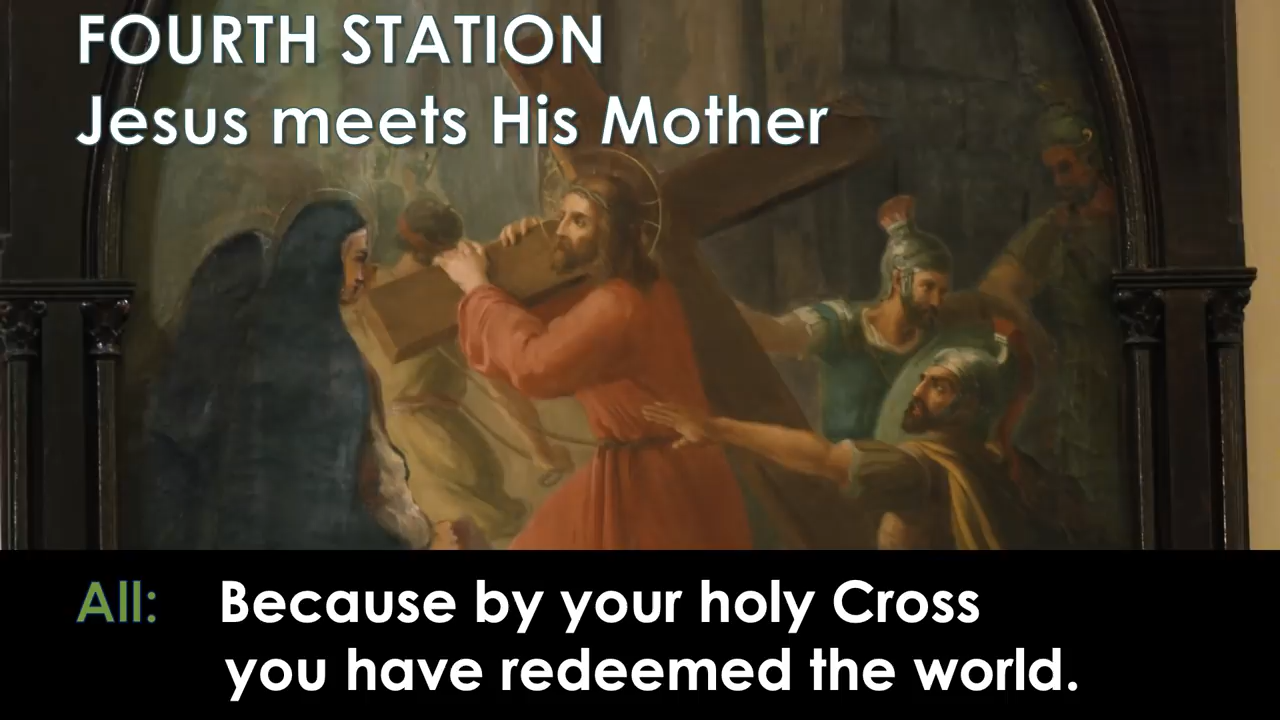 FOURTH STATION
Jesus meets His Mother
All: Because by your holy Cross
you have redeemed the world.